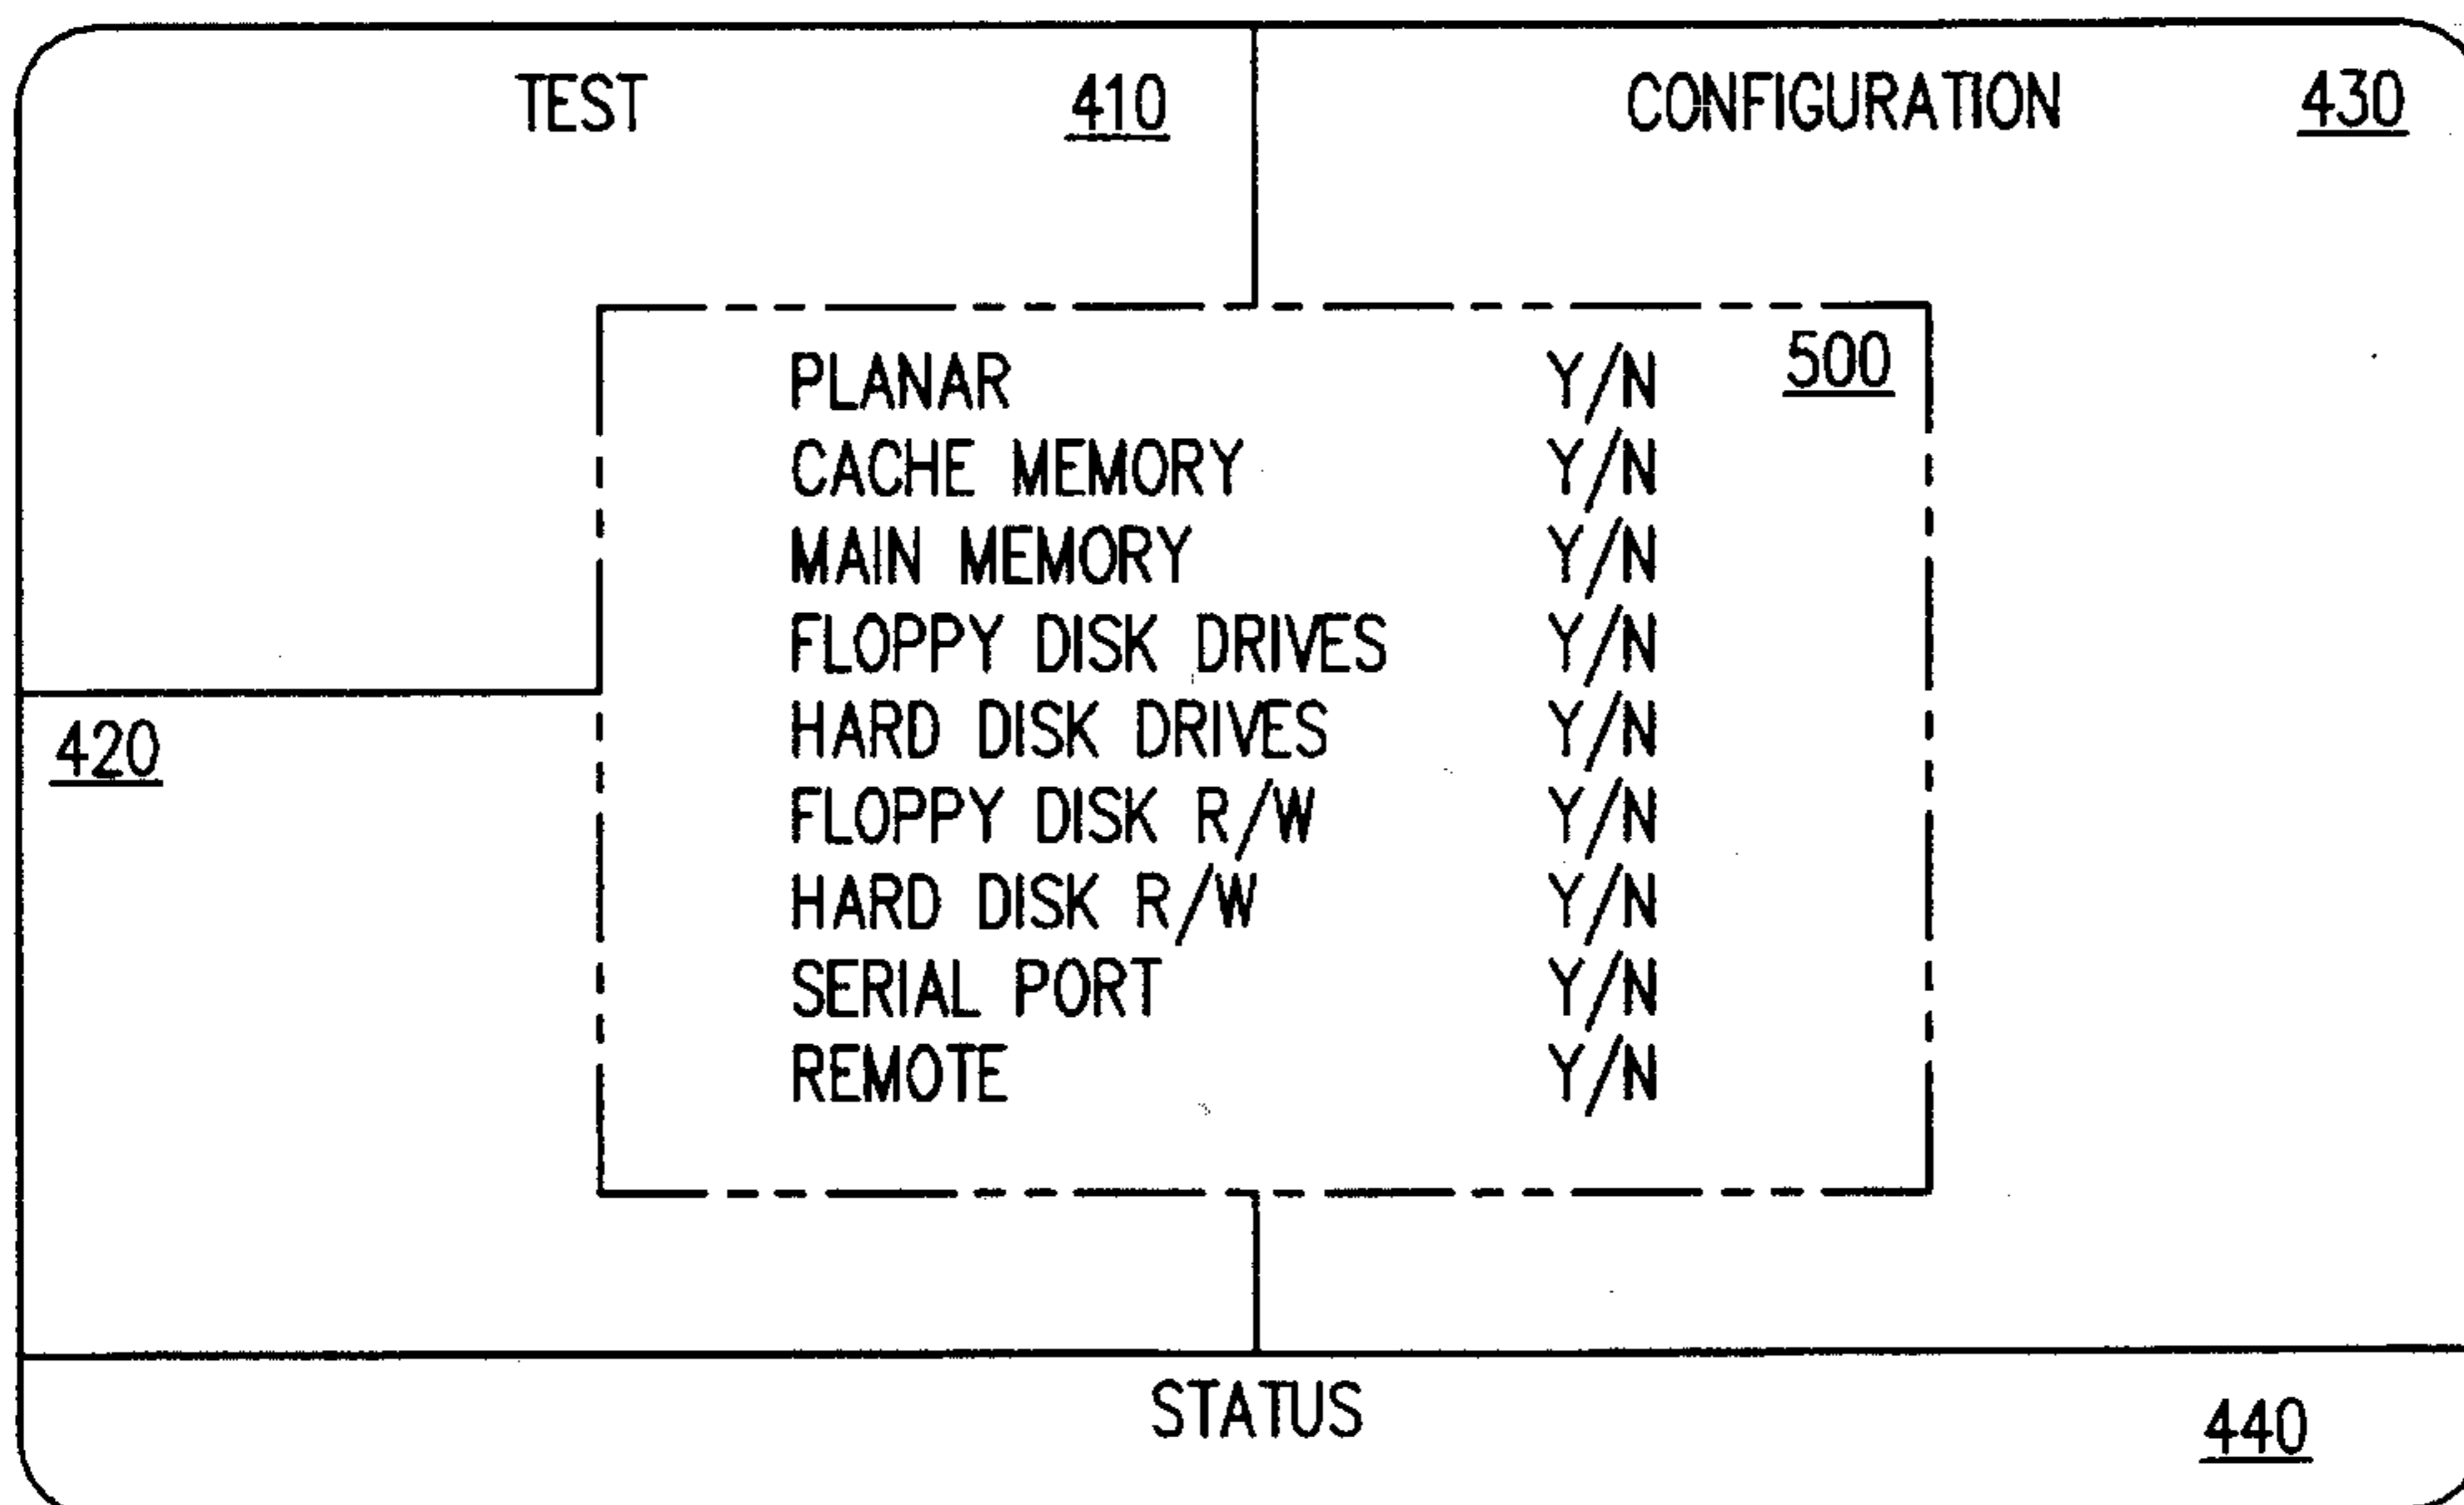 TEST 410 CONFIGURATION 430
PLANAR Y/N 500
CACHE MEMORY Y/N
MAIN MEMORY Y/N
FLOPPY DISK DRIVES Y/N
HARD DISK DRIVES Y/N
420
FLOPPY DISK R/W Y/N
HARD DISK R/W Y/N
SERIAL PORT Y/N
REMOTE Y/N
STATUS 440